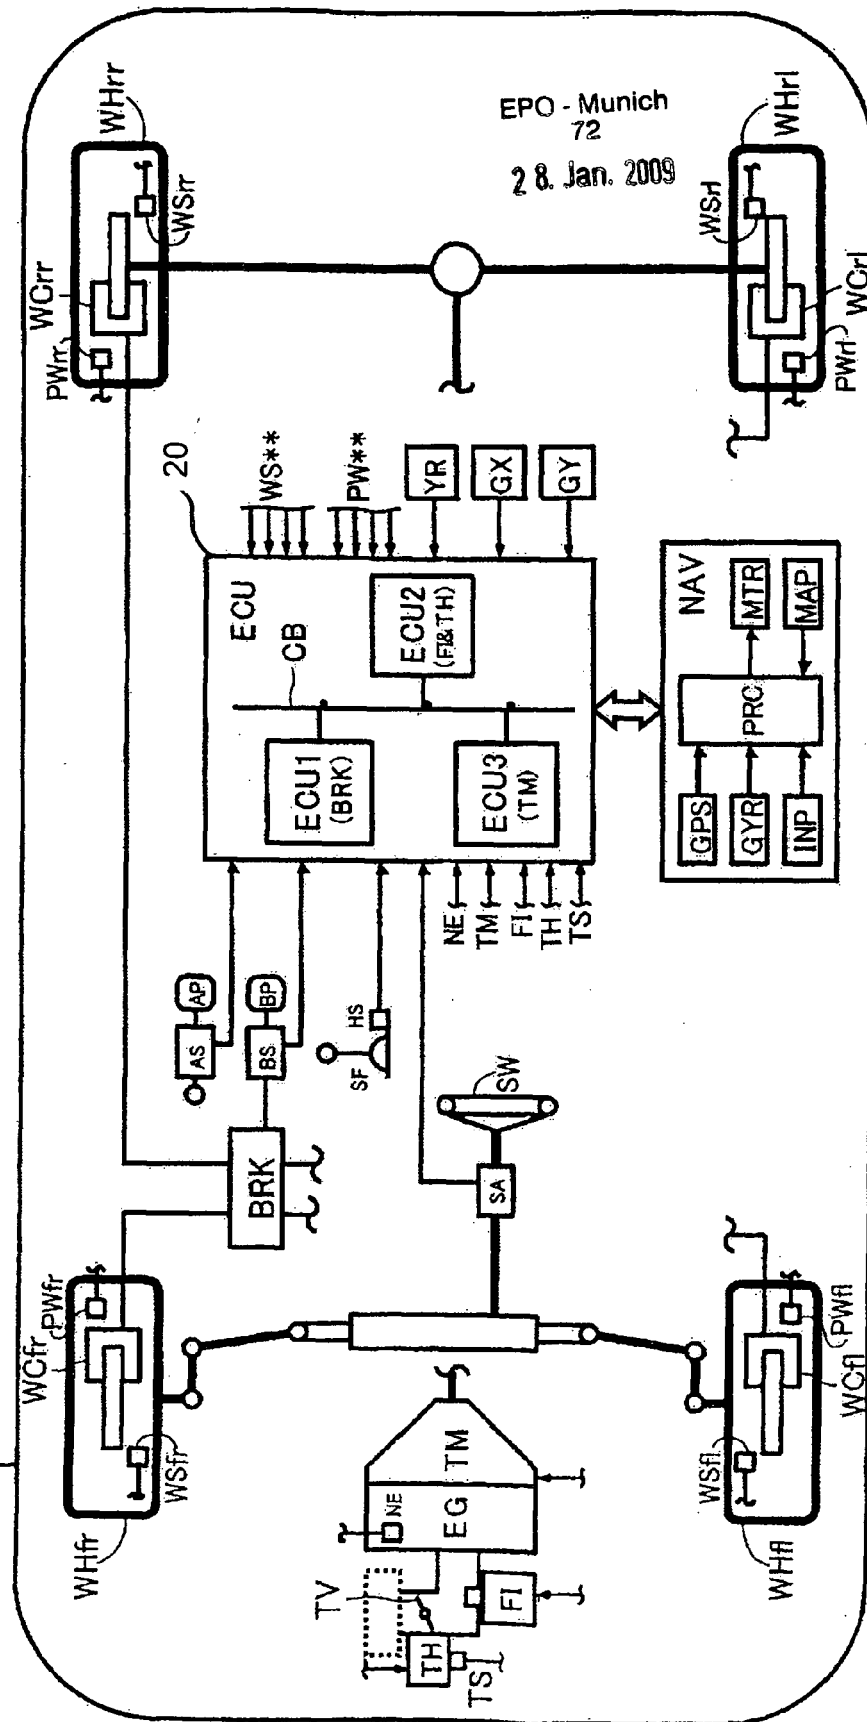 EPO - Munich
72
28. Jan. 2009
WHrr
WSrr
WCrr
PWrr
WHrl
WSrl
WCrl
PWrl
20
WS**
PW**
YR
GX
GY
ECU
CB
ECU1
(BRK)
ECU2
(FI&TH)
ECU3
(TM)
NAV
MTR
MAP
PRC
GPS
GYR
INP
NE
TM
FI
TH
TS
AP
AS
BP
BS
HS
SF
SW
SA
BRK
PWfr
WCfr
WSfr
WHfr
TM
EG
NE
TV
TH
TS
FI
PWfl
WCfl
WSfl
WHfl